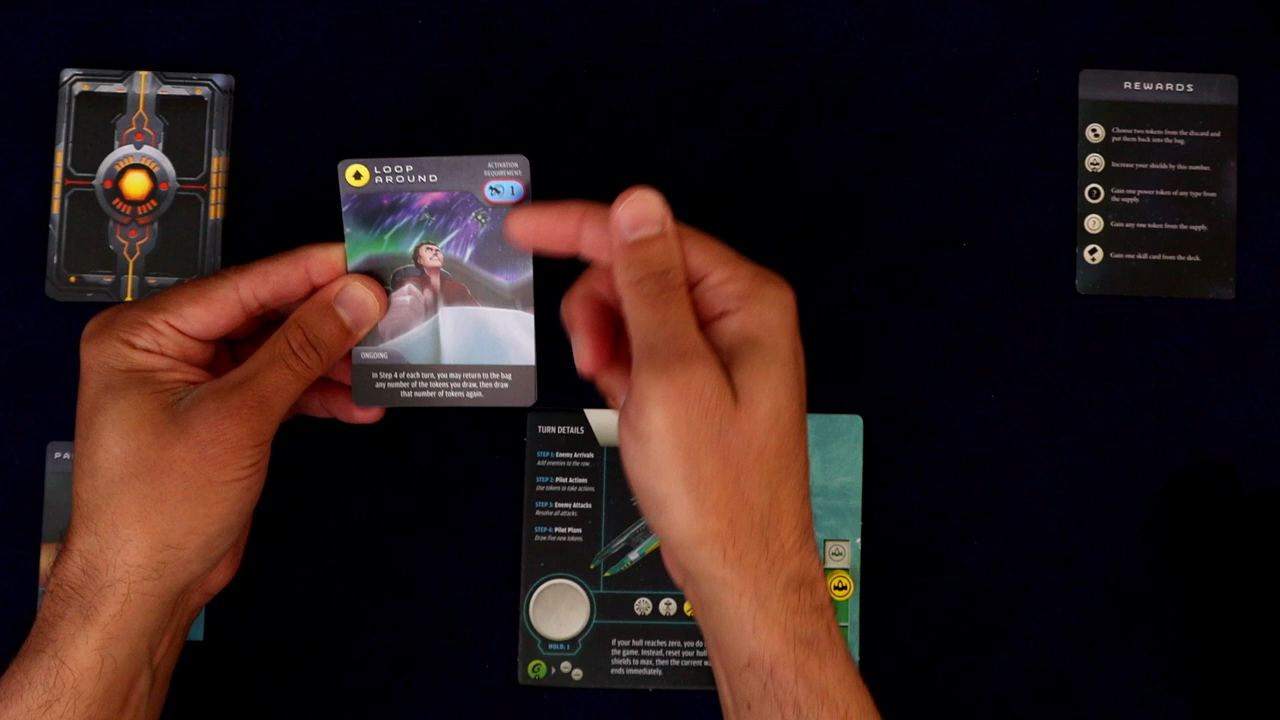 REWARDS
Choose two tokens from the discard and
put them back into the bag.
Increase your shields by this number.
? Gain one power token of any type from
the supply.
? Gain any one token from the supply.
Gain one skill card from the deck.
LOOP
AROUND
ACTIVATION
REQUIREMENT:
1
ONGOING
In Step 4 of each turn, you may return to the bag
any number of the tokens you draw, then draw
that number of tokens again.
PA
TURN DETAILS
STEP 1: Enemy Arrivals
Add enemies to the row.
STEP 2: Pilot Actions
Use tokens to take actions.
STEP 3: Enemy Attacks
Resolve all attacks.
STEP 4: Pilot Plans
Draw five new tokens.
HOLD: 1
G
If your hull reaches zero, you do
the game. Instead, reset your hull
shields to max, then the current w
ends immediately.